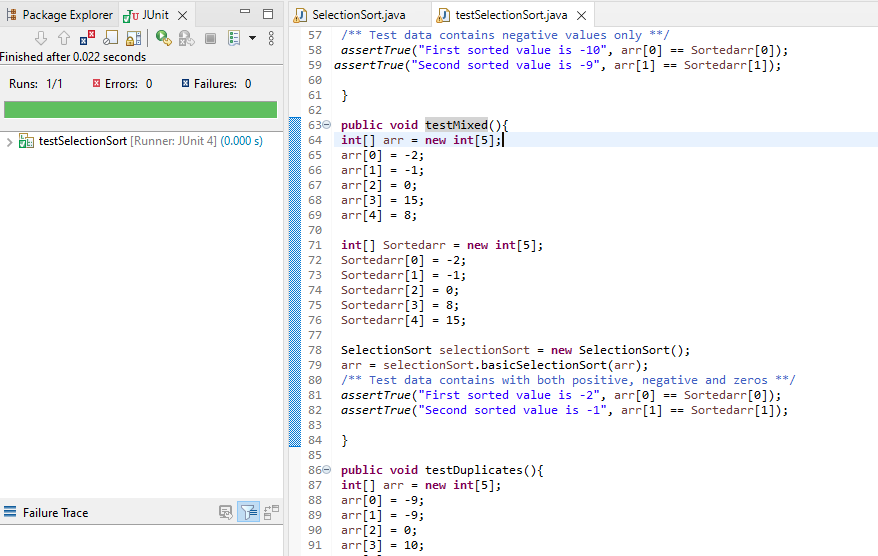 Package Explorer JUnit
Finished after 0.022 seconds
Runs: 1/1 Errors: 0 Failures: 0
testSelectionSort [Runner: JUnit 4] (0.000 s)
Failure Trace
SelectionSort.java testSelectionSort.java
57 /** Test data contains negative values only **/
58 assertTrue("First sorted value is -10", arr[0] == Sortedarr[0]);
59 assertTrue("Second sorted value is -9", arr[1] == Sortedarr[1]);
60
61 }
62
63 public void testMixed(){
64 int[] arr = new int[5];
65 arr[0] = -2;
66 arr[1] = -1;
67 arr[2] = 0;
68 arr[3] = 15;
69 arr[4] = 8;
70
71 int[] Sortedarr = new int[5];
72 Sortedarr[0] = -2;
73 Sortedarr[1] = -1;
74 Sortedarr[2] = 0;
75 Sortedarr[3] = 8;
76 Sortedarr[4] = 15;
77
78 SelectionSort selectionSort = new SelectionSort();
79 arr = selectionSort.basicSelectionSort(arr);
80 /** Test data contains with both positive, negative and zeros **/
81 assertTrue("First sorted value is -2", arr[0] == Sortedarr[0]);
82 assertTrue("Second sorted value is -1", arr[1] == Sortedarr[1]);
83
84 }
85
86 public void testDuplicates(){
87 int[] arr = new int[5];
88 arr[0] = -9;
89 arr[1] = -9;
90 arr[2] = 0;
91 arr[3] = 10;